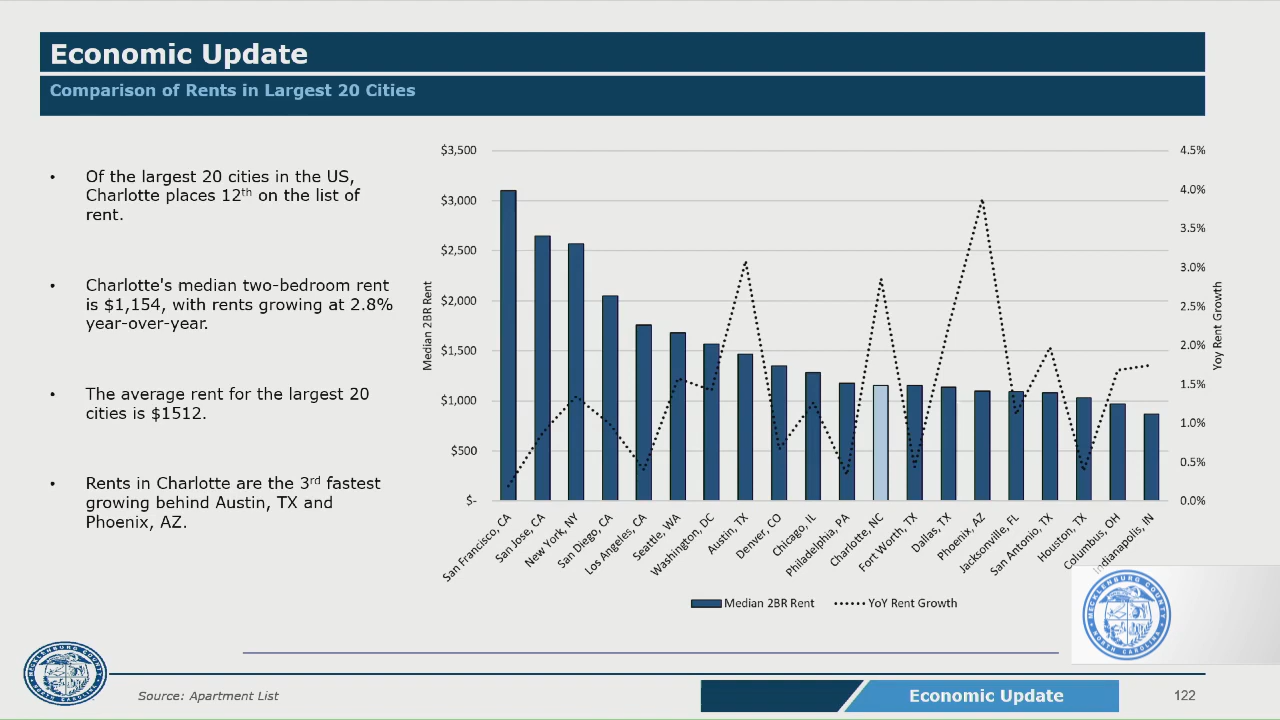 Economic Update
Comparison of Rents in Largest 20 Cities
• Of the largest 20 cities in the US,
Charlotte places 12th on the list of
rent.
• Charlotte's median two-bedroom rent
is $1,154, with rents growing at 2.8%
year-over-year.
• The average rent for the largest 20
cities is $1512.
• Rents in Charlotte are the 3rd fastest
growing behind Austin, TX and
Phoenix, AZ.
Median 2BR Rent
$3,500
$3,000
$2,500
$2,000
$1,500
$1,000
$500
$-
4.5%
4.0%
3.5%
3.0%
2.5%
2.0%
1.5%
1.0%
0.5%
0.0%
Yoy Rent Growth
San Francisco, CA
San Jose, CA
New York, NY
San Diego, CA
Los Angeles, CA
Seattle, WA
Washington, DC
Austin, TX
Denver, CO
Chicago, IL
Philadelphia, PA
Charlotte, NC
Fort Worth, TX
Dallas, TX
Phoenix, AZ
Jacksonville, FL
San Antonio, TX
Houston, TX
Columbus, OH
Indianapolis, IN
Median 2BR Rent
YoY Rent Growth
MECKLENBURG COUNTY
NORTH CAROLINA
MECKLENBURG COUNTY
NORTH CAROLINA
Source: Apartment List
Economic Update
122